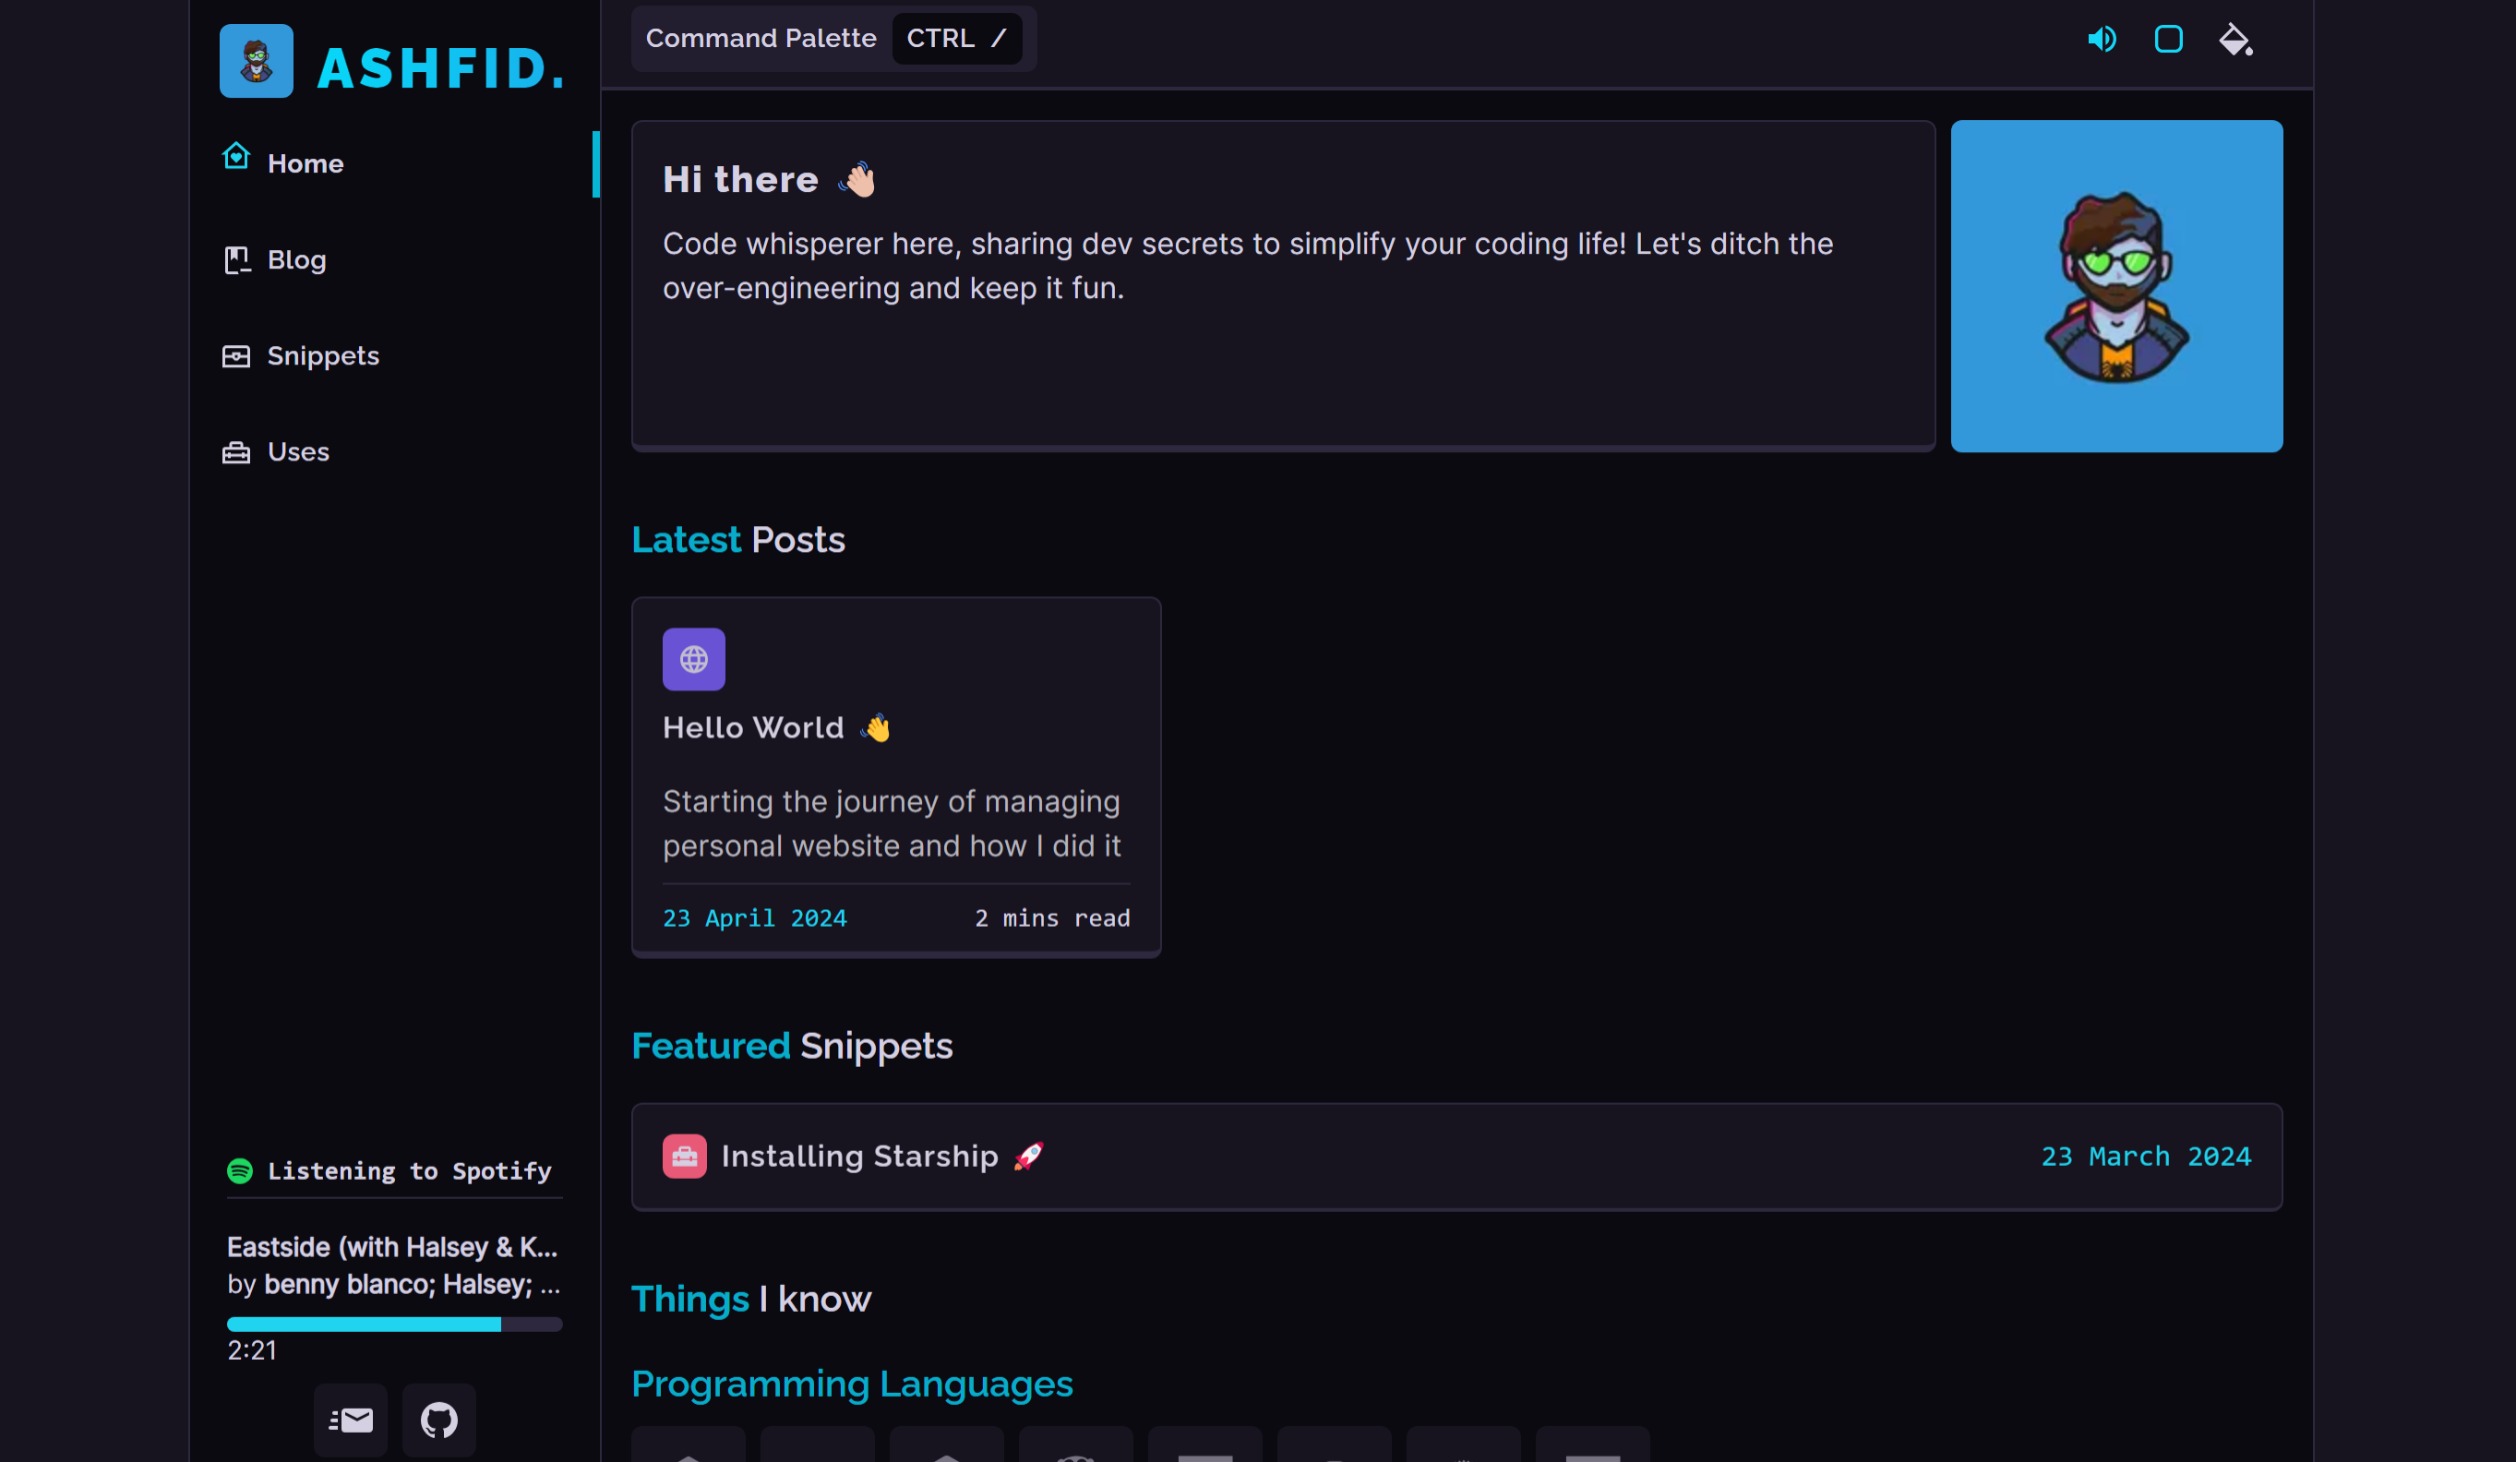 ASHFID.
Home
Blog
Snippets
Uses
Listening to Spotify
Eastside (with Halsey & K...
by benny blanco; Halsey; ...
2:21
Command Palette CTRL /
Hi there 👋🏻
Code whisperer here, sharing dev secrets to simplify your coding life! Let's ditch the
over-engineering and keep it fun.
Latest Posts
Hello World 👋
Starting the journey of managing
personal website and how I did it
23 April 2024 2 mins read
Featured Snippets
Installing Starship 🚀 23 March 2024
Things I know
Programming Languages